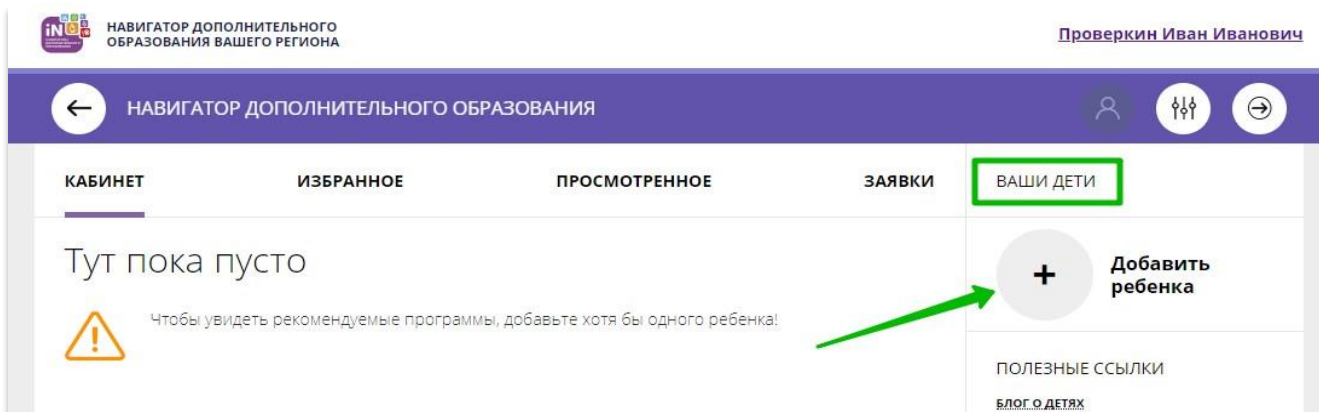 iN
НАВИГАТОР ДОПОЛНИТЕЛЬНОГО
ОБРАЗОВАНИЯ ВАШЕГО РЕГИОНА
Проверкин Иван Иванович
НАВИГАТОР ДОПОЛНИТЕЛЬНОГО ОБРАЗОВАНИЯ
КАБИНЕТ ИЗБРАННОЕ ПРОСМОТРЕННОЕ ЗАЯВКИ
ВАШИ ДЕТИ
Тут пока пусто
Чтобы увидеть рекомендуемые программы, добавьте хотя бы одного ребенка!
Добавить
ребенка
ПОЛЕЗНЫЕ ССЫЛКИ
БЛОГ О ДЕТЯХ